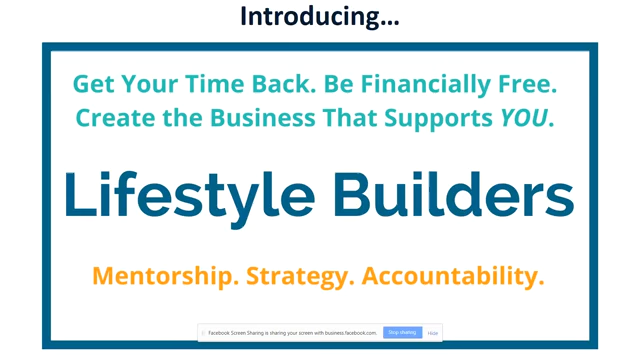 Introducing...
Get Your Time Back. Be Financially Free.
Create the Business That Supports YOU.
Lifestyle Builders
Mentorship. Strategy. Accountability.
Facebook Screen Sharing is sharing your screen with business.facebook.com. Stop sharing Hide